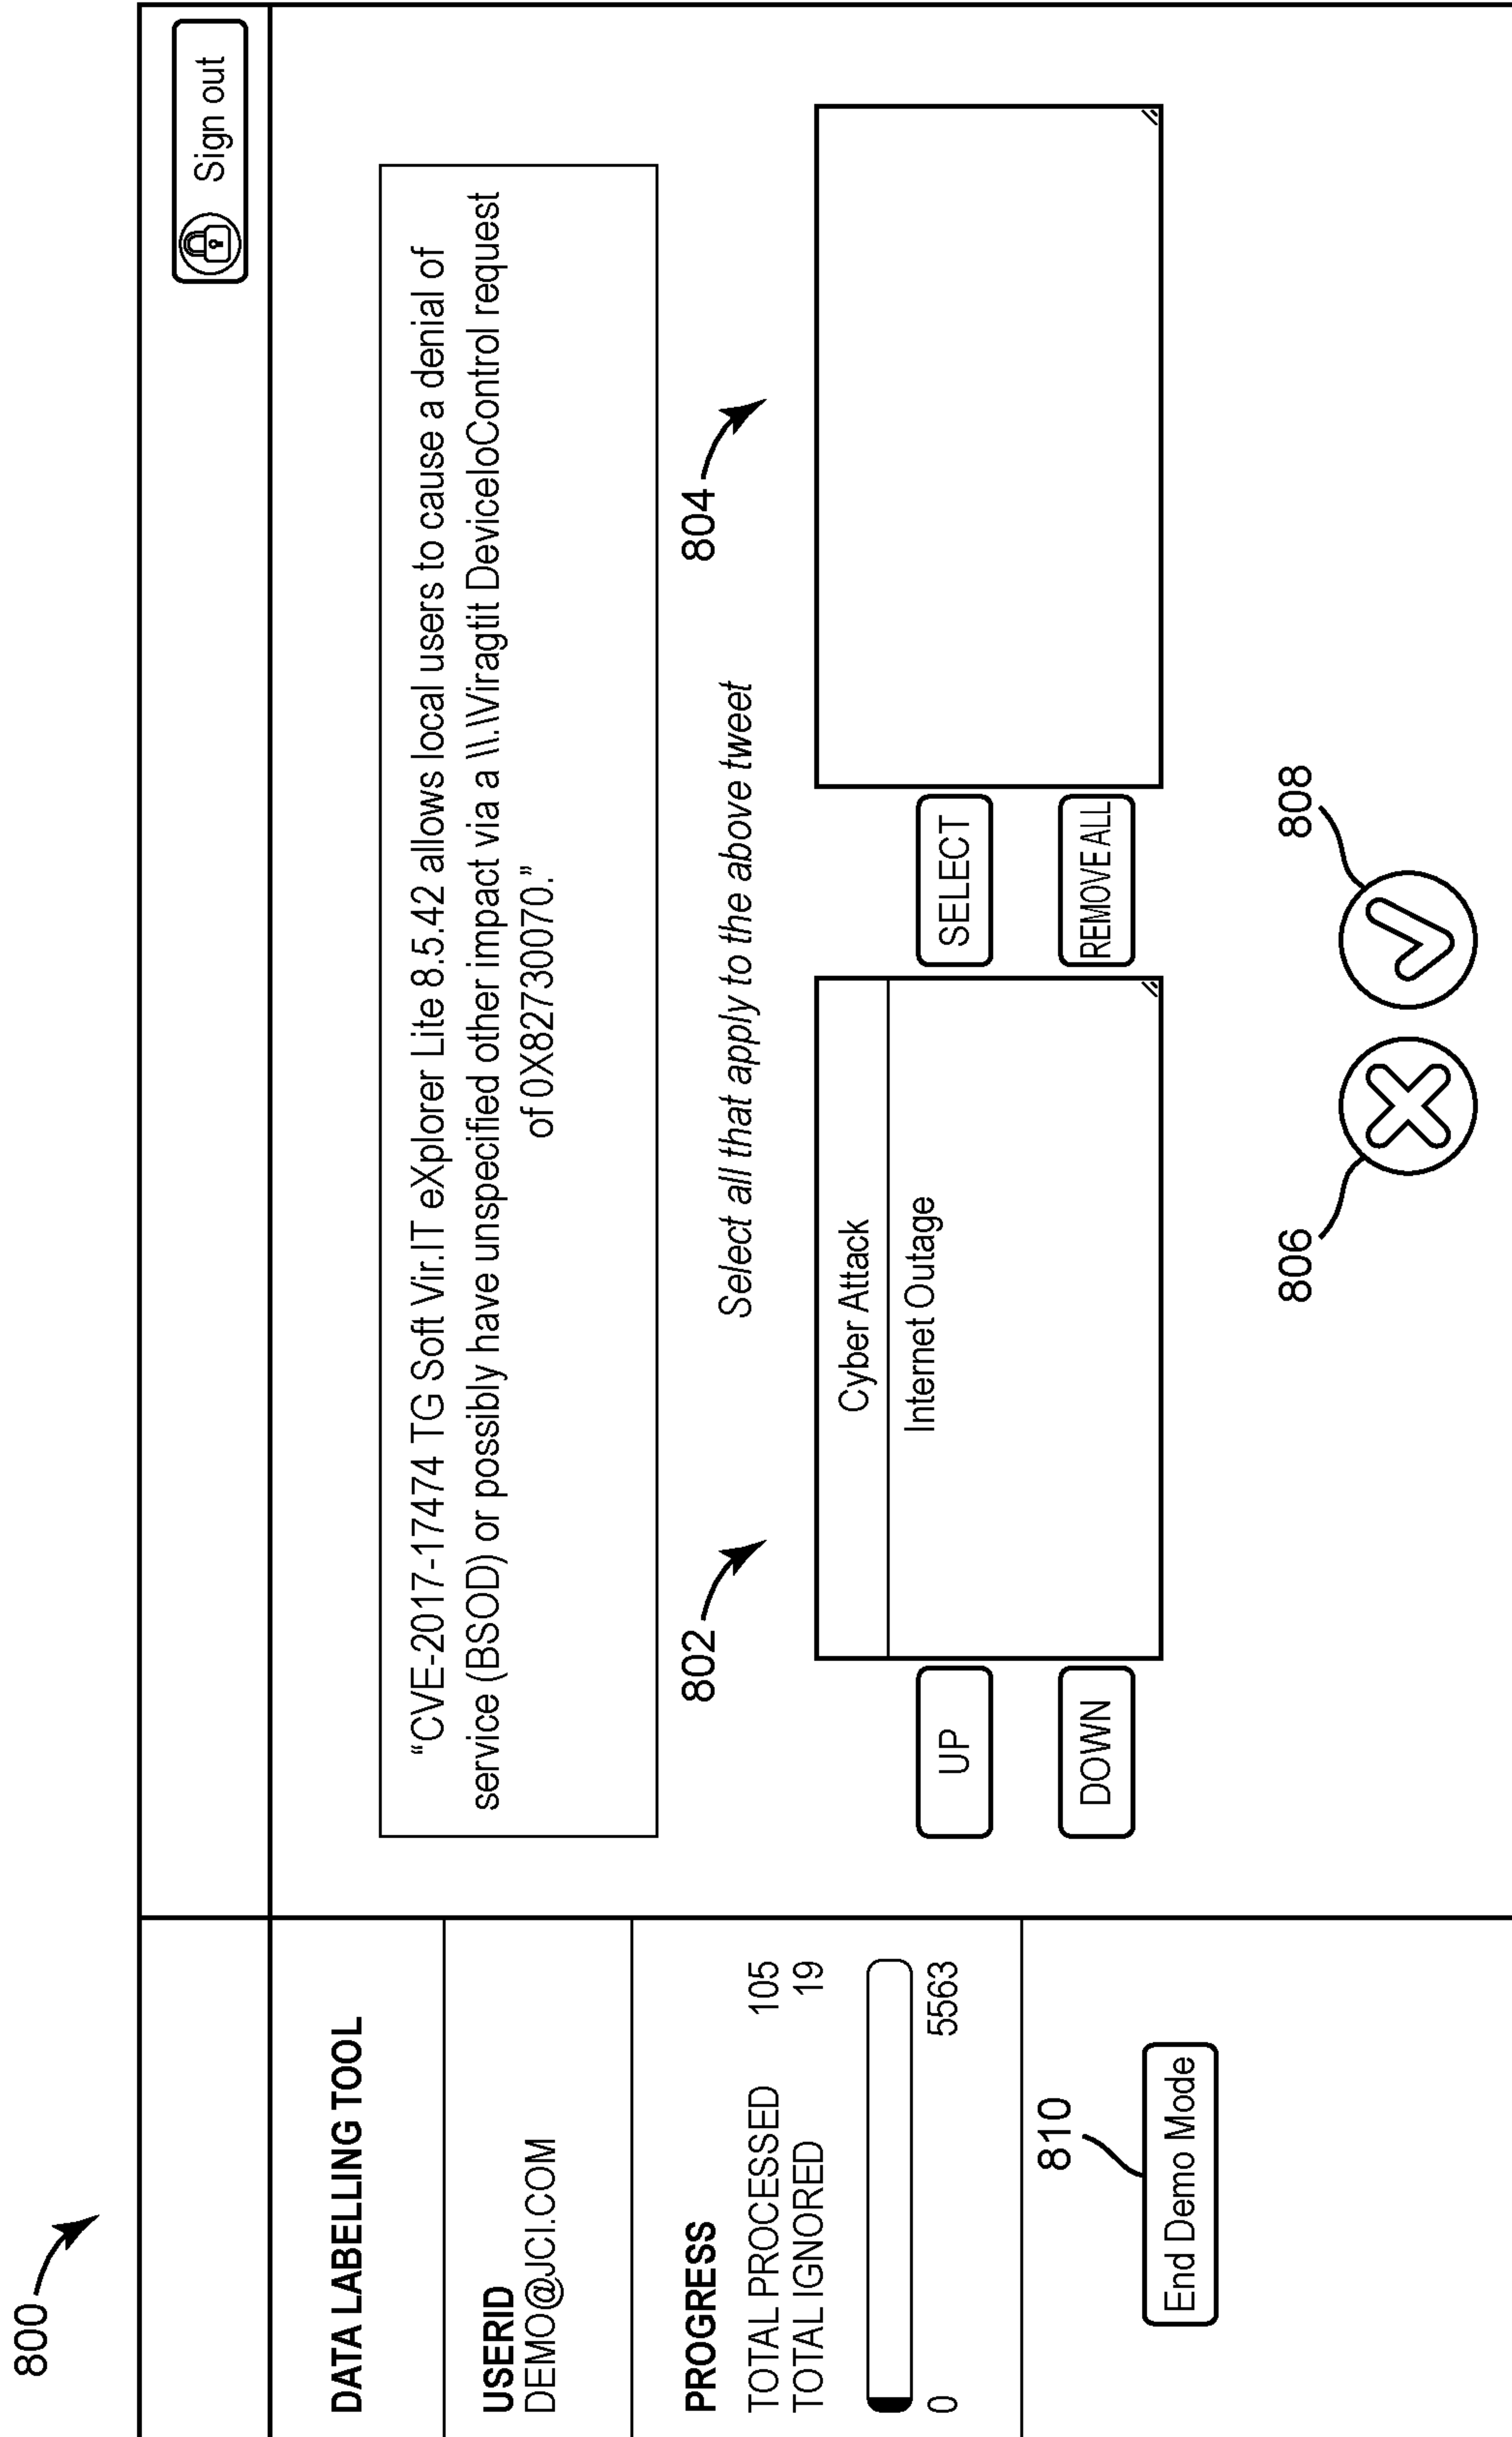 800
Sign out
DATA LABELLING TOOL
USERID
DEMO@JCI.COM
PROGRESS
TOTAL PROCESSED 105
TOTAL IGNORED 19
0 5563
810
End Demo Mode
“CVE-2017-17474 TG Soft Vir.IT eXplorer Lite 8.5.42 allows local users to cause a denial of
service (BSOD) or possibly have unspecified other impact via a \\.\Viragtit DeviceIoControl request
of 0X82730070.”
802
804
Select all that apply to the above tweet
UP
DOWN
Cyber Attack
Internet Outage
SELECT
REMOVE ALL
806
808